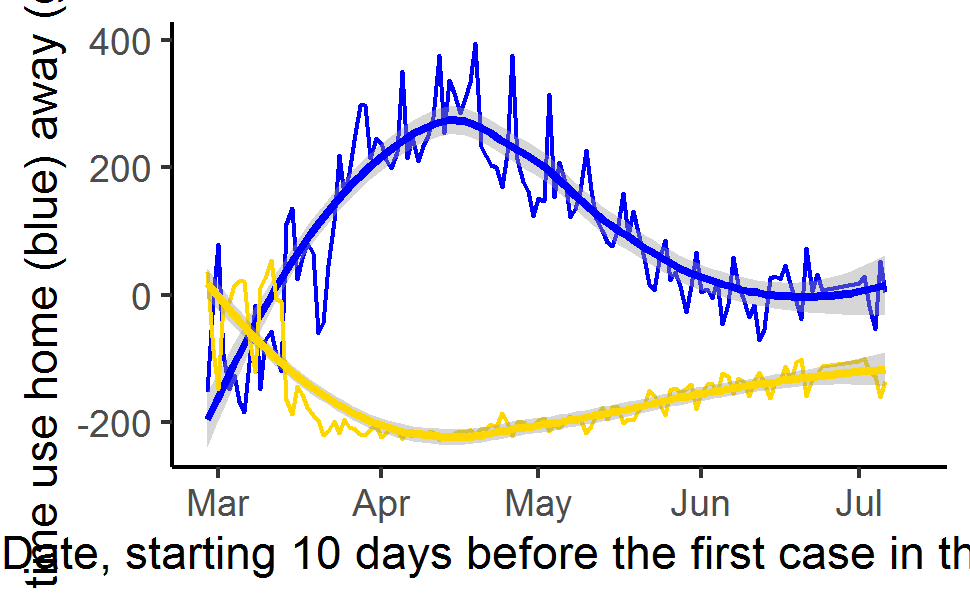 time use home (blue) away (
400
200
0
-200
Mar Apr May Jun Jul
Date, starting 10 days before the first case in th